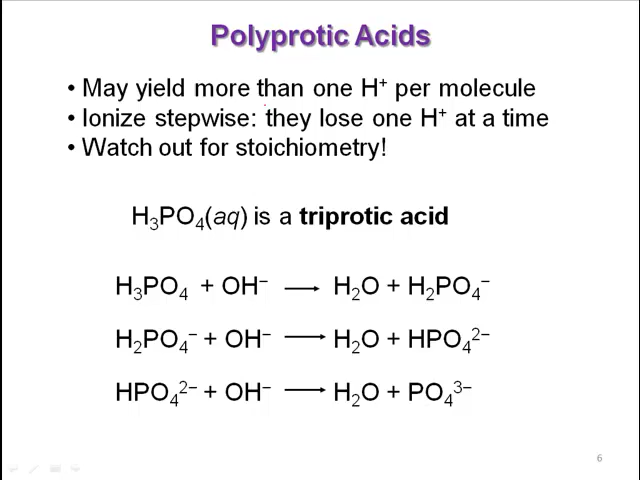 Polyprotic Acids
• May yield more than one H⁺ per molecule
• Ionize stepwise: they lose one H⁺ at a time
• Watch out for stoichiometry!
H₃PO₄(aq) is a triprotic acid
H₃PO₄ + OH⁻ → H₂O + H₂PO₄⁻
H₂PO₄⁻ + OH⁻ → H₂O + HPO₄²⁻
HPO₄²⁻ + OH⁻ → H₂O + PO₄³⁻
6